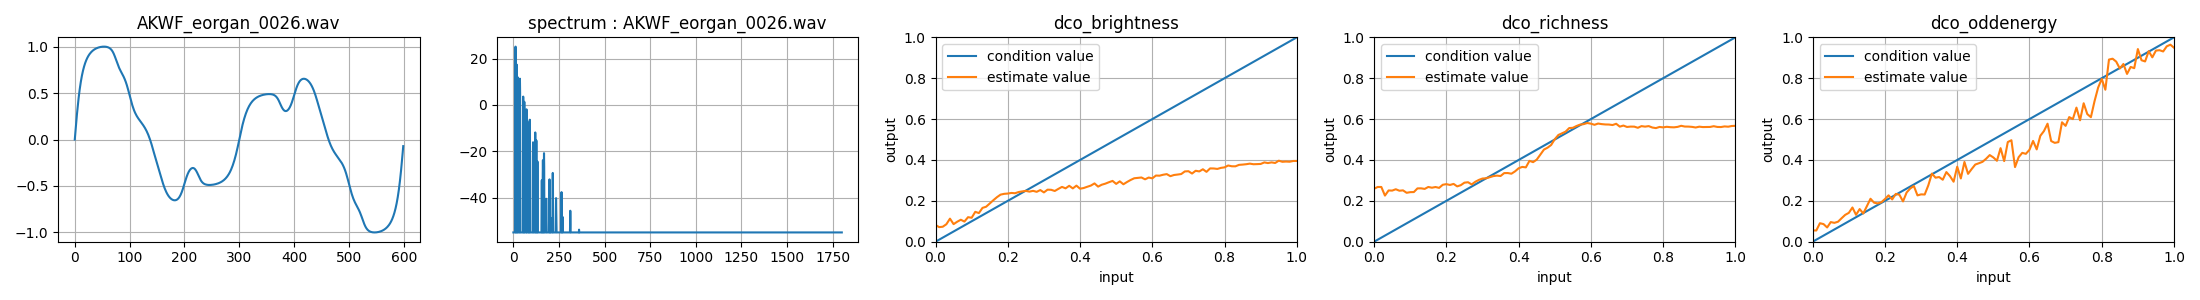 AKWF_eorgan_0026.wav
1.0
0.5
0.0
−0.5
−1.0
0 100 200 300 400 500 600
spectrum : AKWF_eorgan_0026.wav
20
0
−20
−40
0 250 500 750 1000 1250 1500 1750
dco_brightness
condition value
estimate value
output
1.0
0.8
0.6
0.4
0.2
0.0
0.0 0.2 0.4 0.6 0.8 1.0
input
dco_richness
condition value
estimate value
output
1.0
0.8
0.6
0.4
0.2
0.0
0.0 0.2 0.4 0.6 0.8 1.0
input
dco_oddenergy
condition value
estimate value
output
1.0
0.8
0.6
0.4
0.2
0.0
0.0 0.2 0.4 0.6 0.8 1.0
input